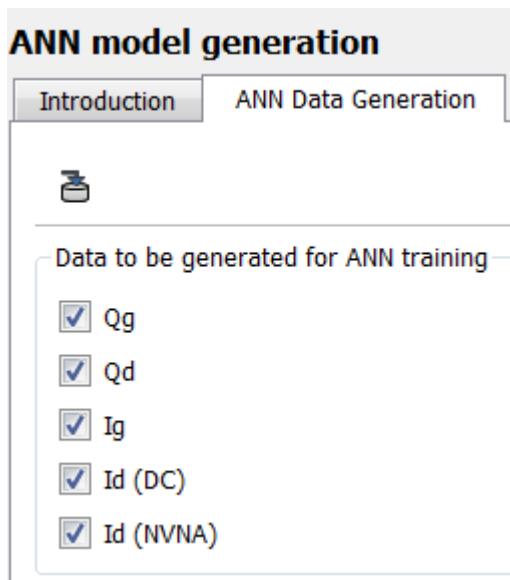 ANN model generation
Introduction ANN Data Generation
Data to be generated for ANN training
Qg
Qd
Ig
Id (DC)
Id (NVNA)